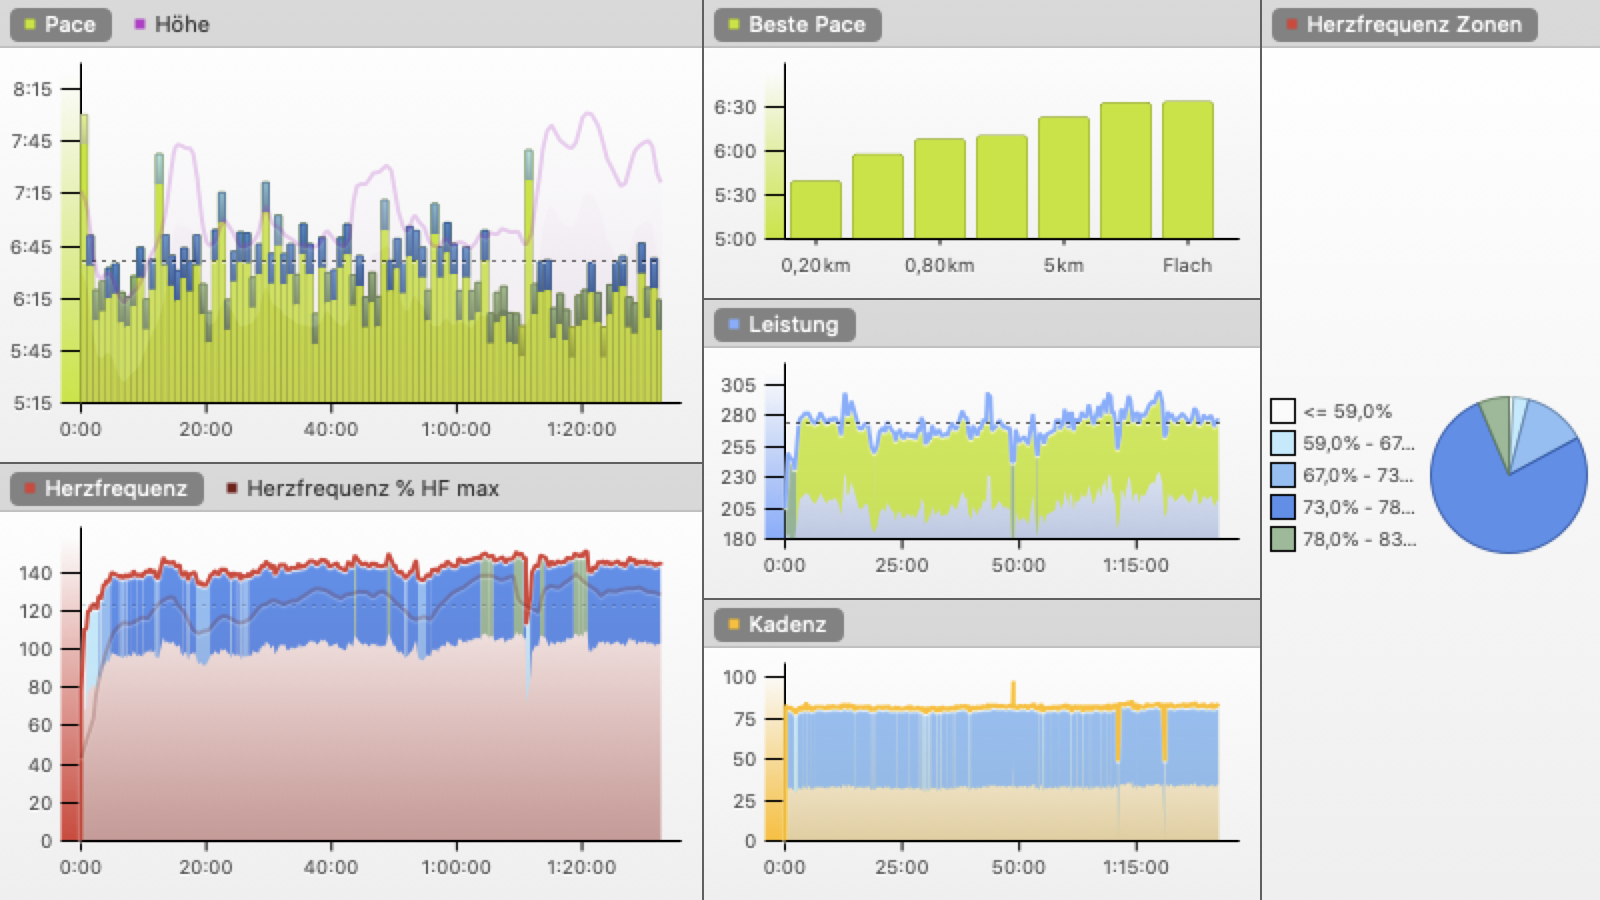 Pace Höhe
8:15
7:45
7:15
6:45
6:15
5:45
5:15
0:00 20:00 40:00 1:00:00 1:20:00
Herzfrequenz Herzfrequenz % HF max
140
120
100
80
60
40
20
0
0:00 20:00 40:00 1:00:00 1:20:00
Beste Pace
6:30
6:00
5:30
5:00
0,20km 0,80km 5km Flach
Leistung
305
280
255
230
205
180
0:00 25:00 50:00 1:15:00
Kadenz
100
75
50
25
0
0:00 25:00 50:00 1:15:00
Herzfrequenz Zonen
<= 59,0%
59,0% - 67...
67,0% - 73...
73,0% - 78...
78,0% - 83...